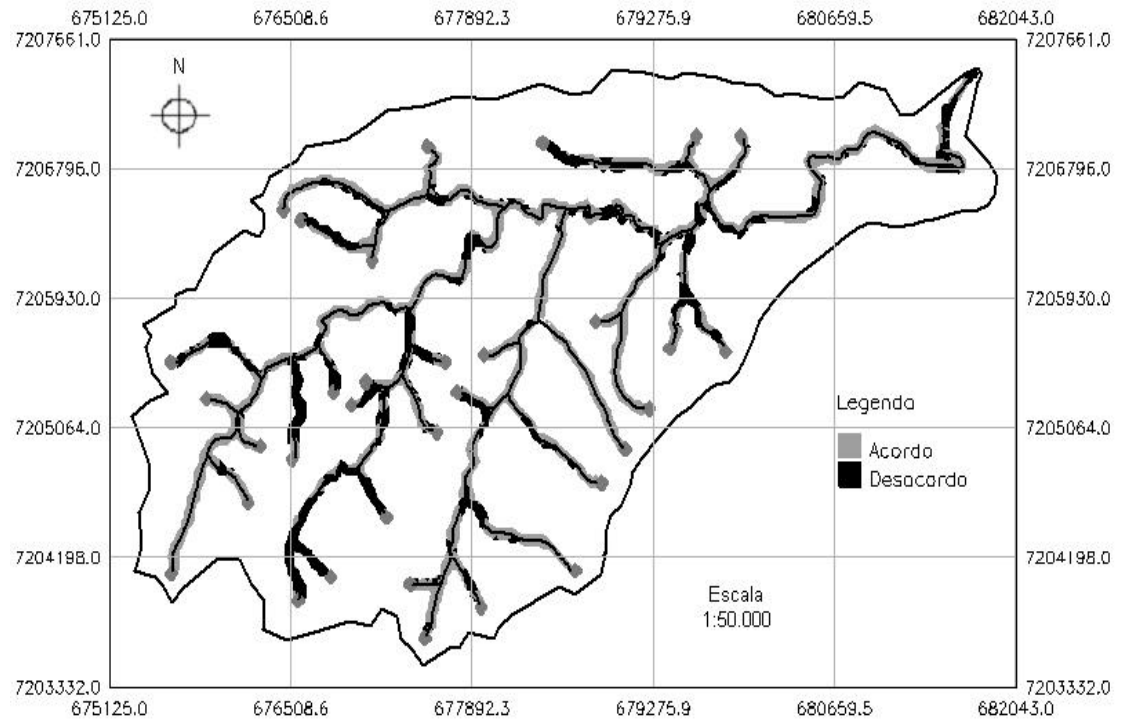 675125.0 676508.6 677892.3 679275.9 680659.5 682043.0
7207661.0 7207661.0
N
7206796.0 7206796.0
7205930.0 7205930.0
Legenda
7205064.0 7205064.0
Acordo
Desacordo
7204198.0 7204198.0
Escala
1:50.000
7203332.0 7203332.0
675125.0 676508.6 677892.3 679275.9 680659.5 682043.0